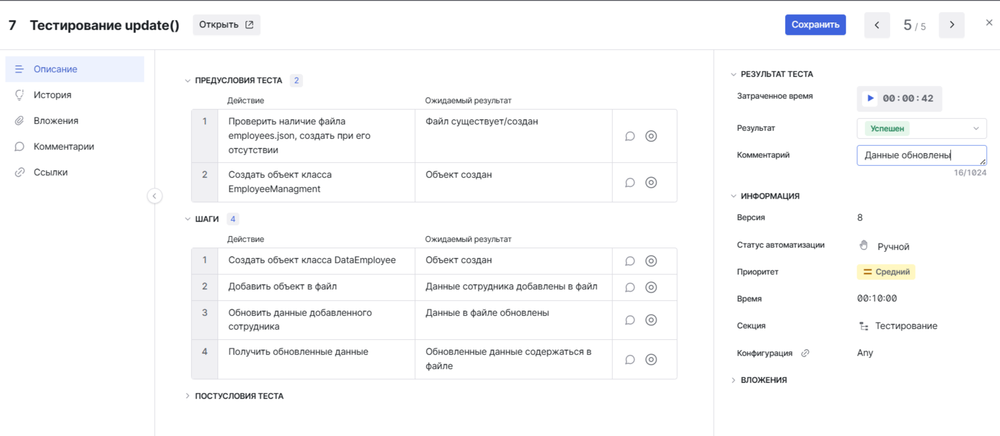 7 Тестирование update() Открыть
Сохранить 5 / 5
Описание
История
Вложения
Комментарии
Ссылки
ПРЕДУСЛОВИЯ ТЕСТА 2
Действие Ожидаемый результат
1 Проверить наличие файла Файл существует/создан
employees.json, создать при его
отсутствии
2 Создать объект класса Объект создан
EmployeeManagment
ШАГИ 4
Действие Ожидаемый результат
1 Создать объект класса DataEmployee Объект создан
2 Добавить объект в файл Данные сотрудника добавлены в файл
3 Обновить данные добавленного Данные в файле обновлены
сотрудника
4 Получить обновленные данные Обновленные данные содержаться в
файле
ПОСТУСЛОВИЯ ТЕСТА
РЕЗУЛЬТАТ ТЕСТА
Затраченное время 00:00:42
Результат Успешен
Комментарий Данные обновлены
16/1024
ИНФОРМАЦИЯ
Версия 8
Статус автоматизации Ручной
Приоритет Средний
Время 00:10:00
Секция Тестирование
Конфигурация Any
ВЛОЖЕНИЯ